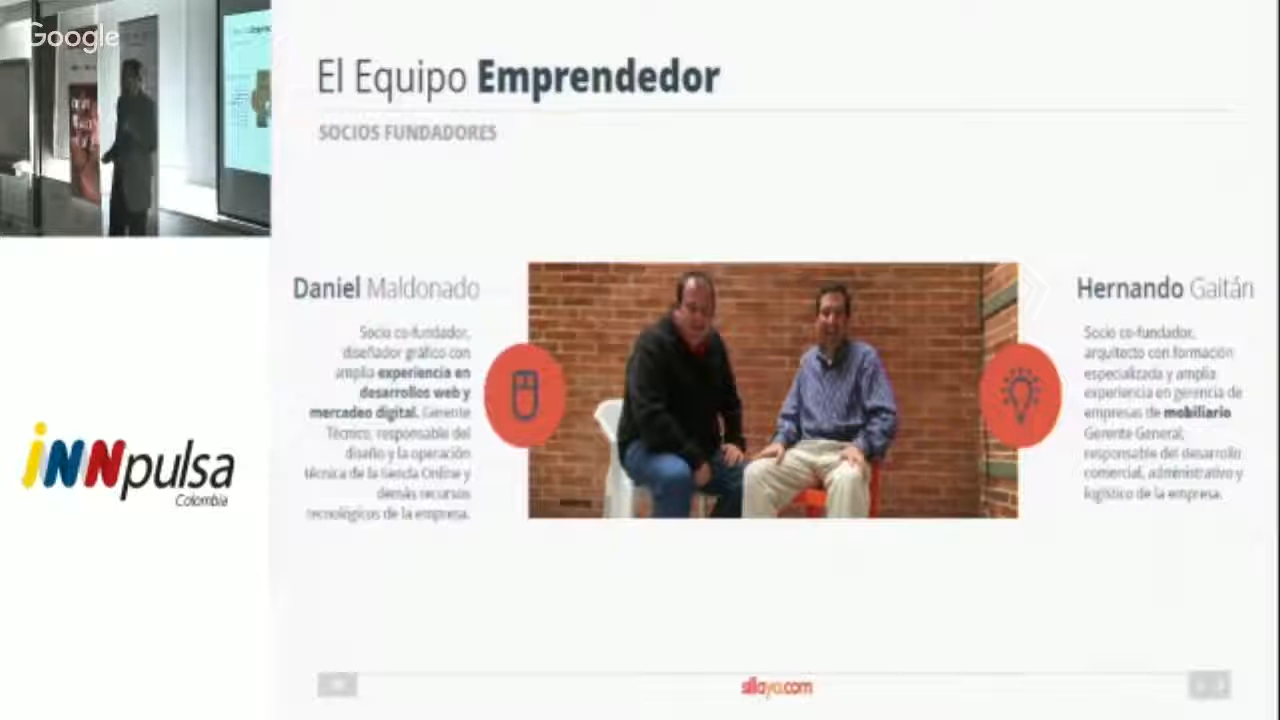 Google
El Equipo Emprendedor
SOCIOS FUNDADORES
Daniel Maldonado
Socio co-fundador,
diseñador gráfico con
amplia experiencia en
desarrollos web y
mercadeo digital. Gerente
Técnico, responsable del
diseño y la operación
técnica de la tienda Online y
demás recursos
tecnológicos de la empresa.
Hernando Gaitán
Socio co-fundador,
arquitecto con formación
especializada y amplia
experiencia en gerencia de
empresas de mobiliario
Gerente General,
responsable del desarrollo
comercial, administrativo y
logístico de la empresa.
iNNpulsa
Colombia
sillaya.com